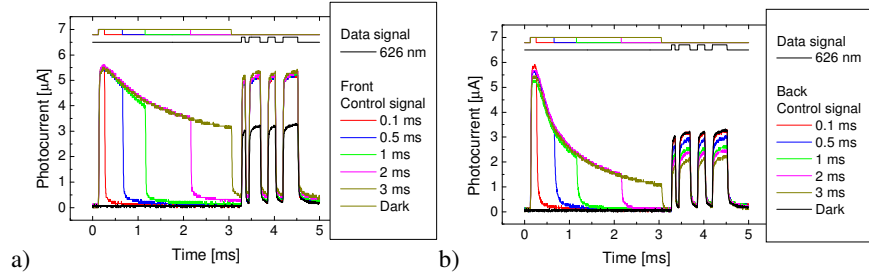 a)
Photocurrent [µA]
7
6
5
4
3
2
1
0
0 1 2 3 4 5
Time [ms]
Data signal
626 nm
Front
Control signal
0.1 ms
0.5 ms
1 ms
2 ms
3 ms
Dark
b)
Photocurrent [µA]
7
6
5
4
3
2
1
0
0 1 2 3 4 5
Time [ms]
Data signal
626 nm
Back
Control signal
0.1 ms
0.5 ms
1 ms
2 ms
3 ms
Dark